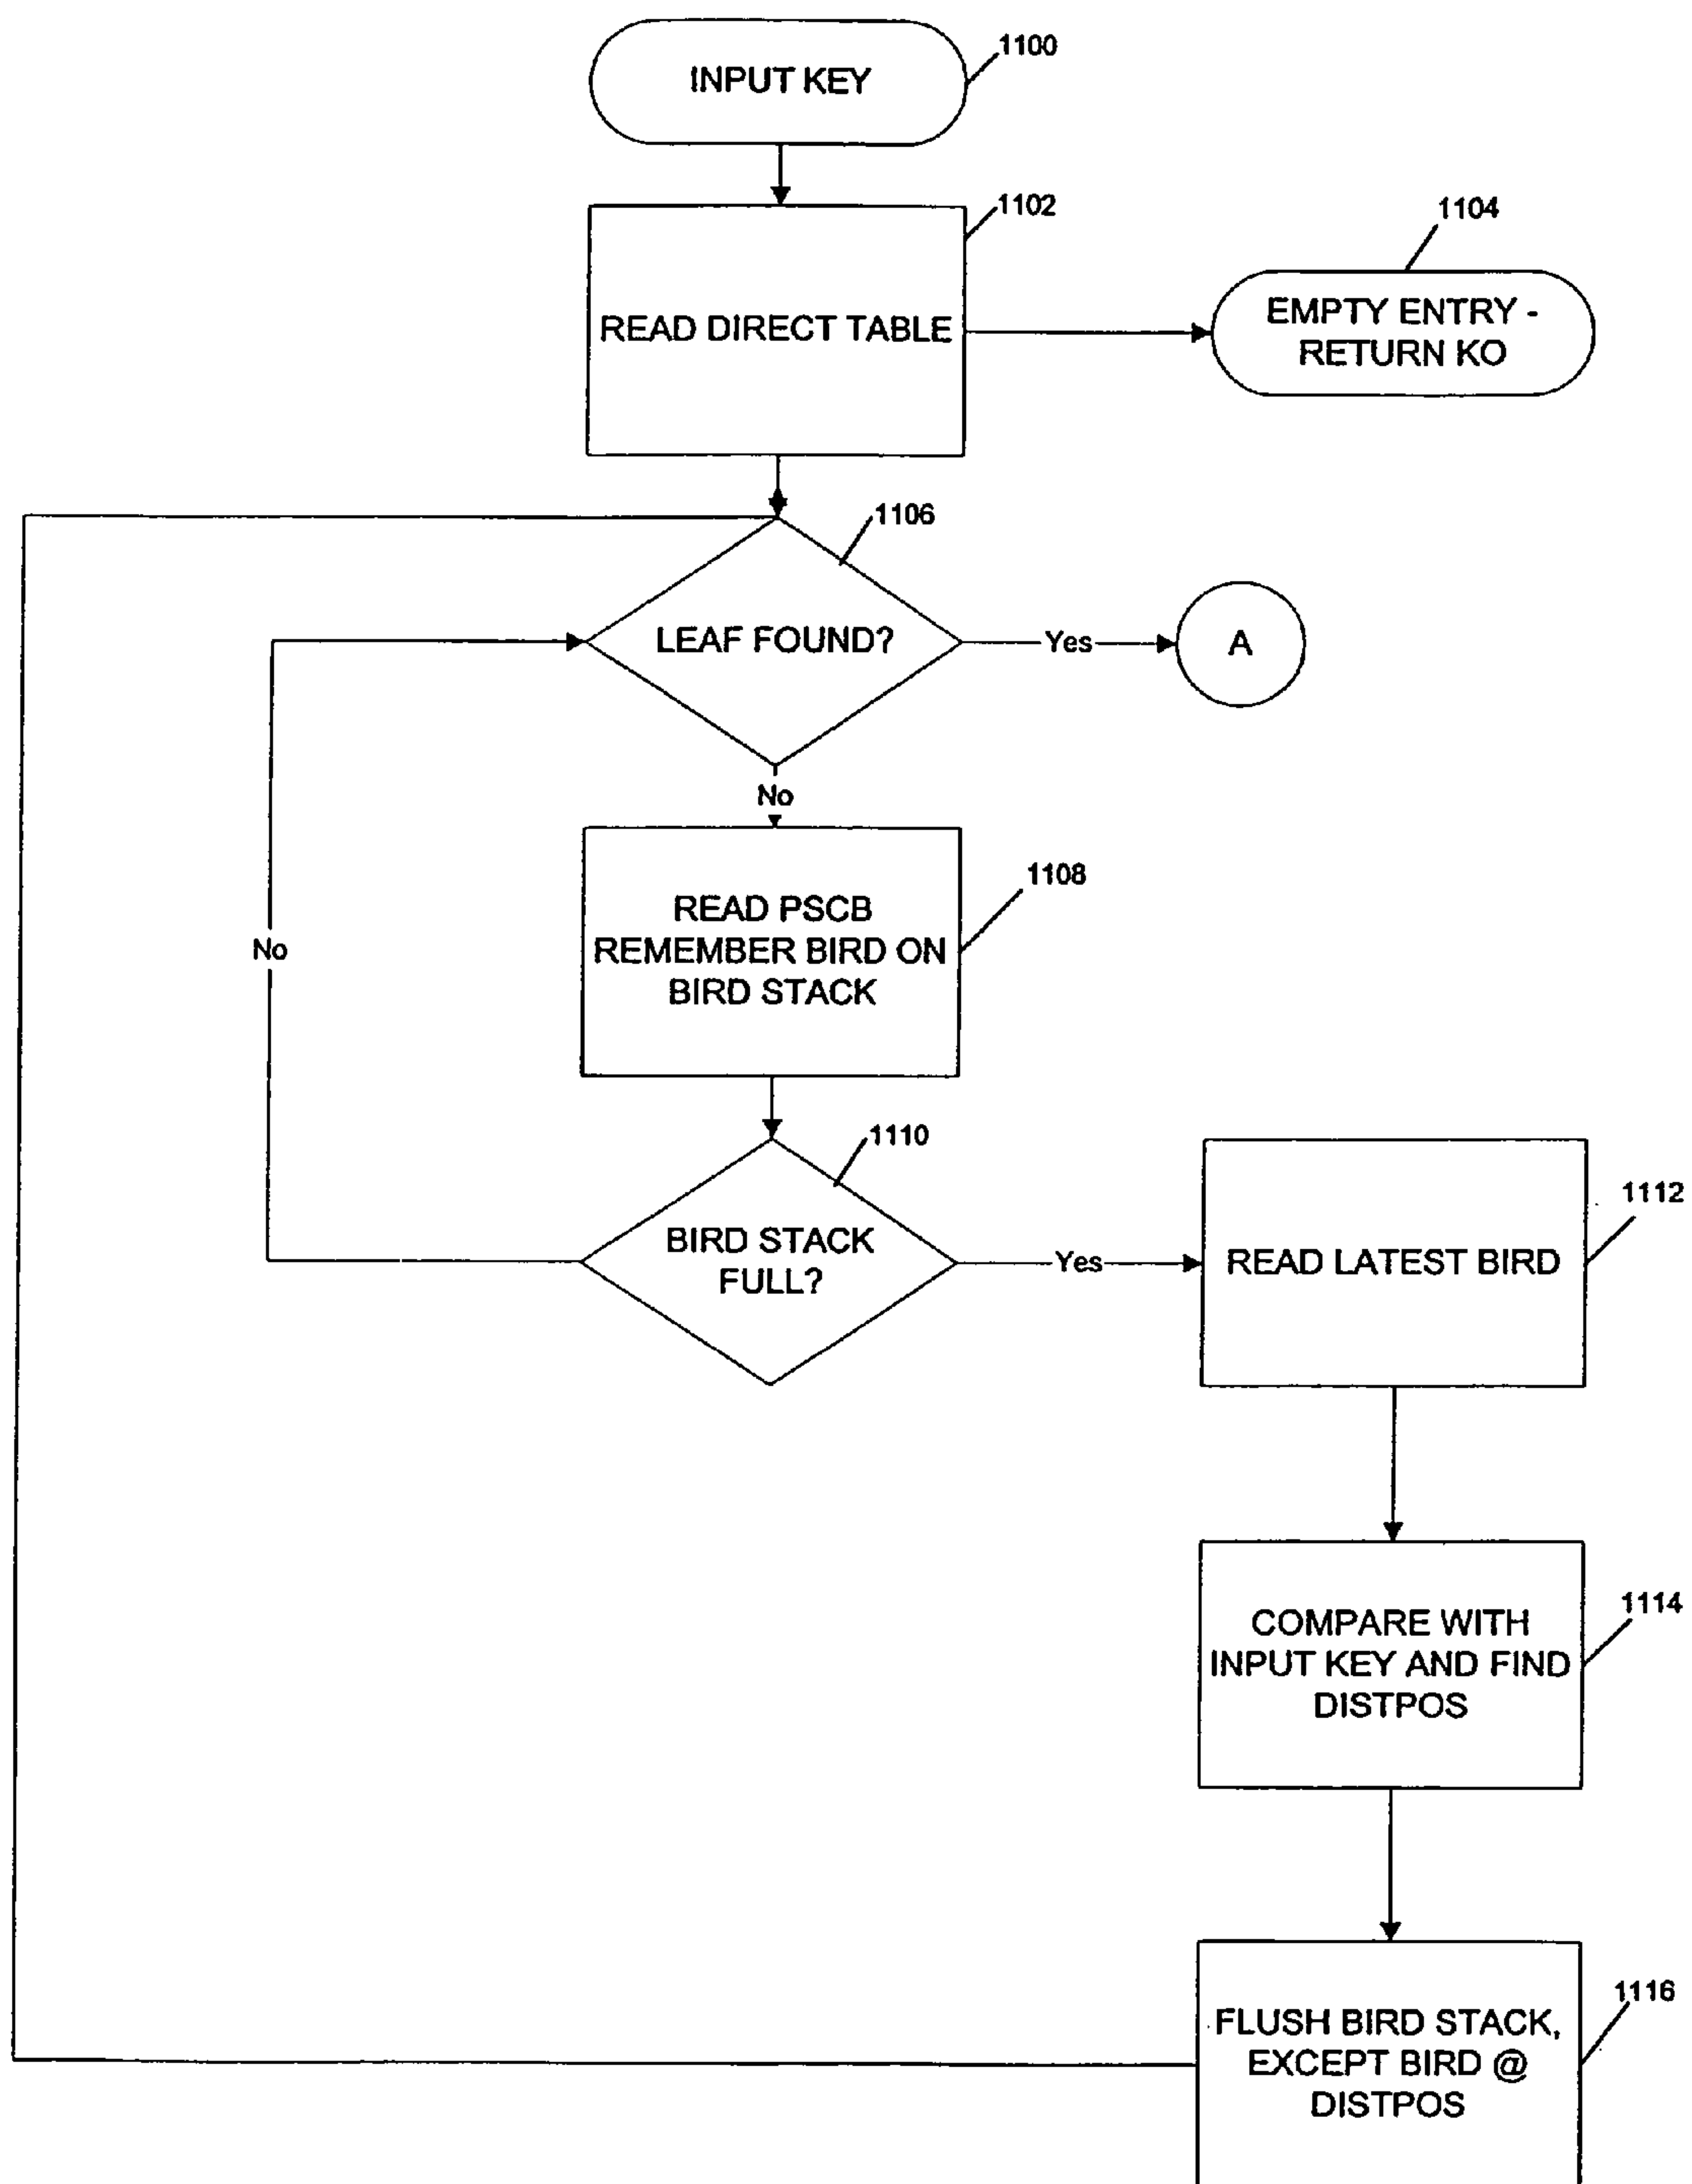 INPUT KEY
1100
1102
READ DIRECT TABLE
1104
EMPTY ENTRY -
RETURN KO
1106
LEAF FOUND?
Yes
A
No
1108
READ PSCB
REMEMBER BIRD ON
BIRD STACK
No
1110
BIRD STACK
FULL?
Yes
1112
READ LATEST BIRD
1114
COMPARE WITH
INPUT KEY AND FIND
DISTPOS
1116
FLUSH BIRD STACK,
EXCEPT BIRD @
DISTPOS